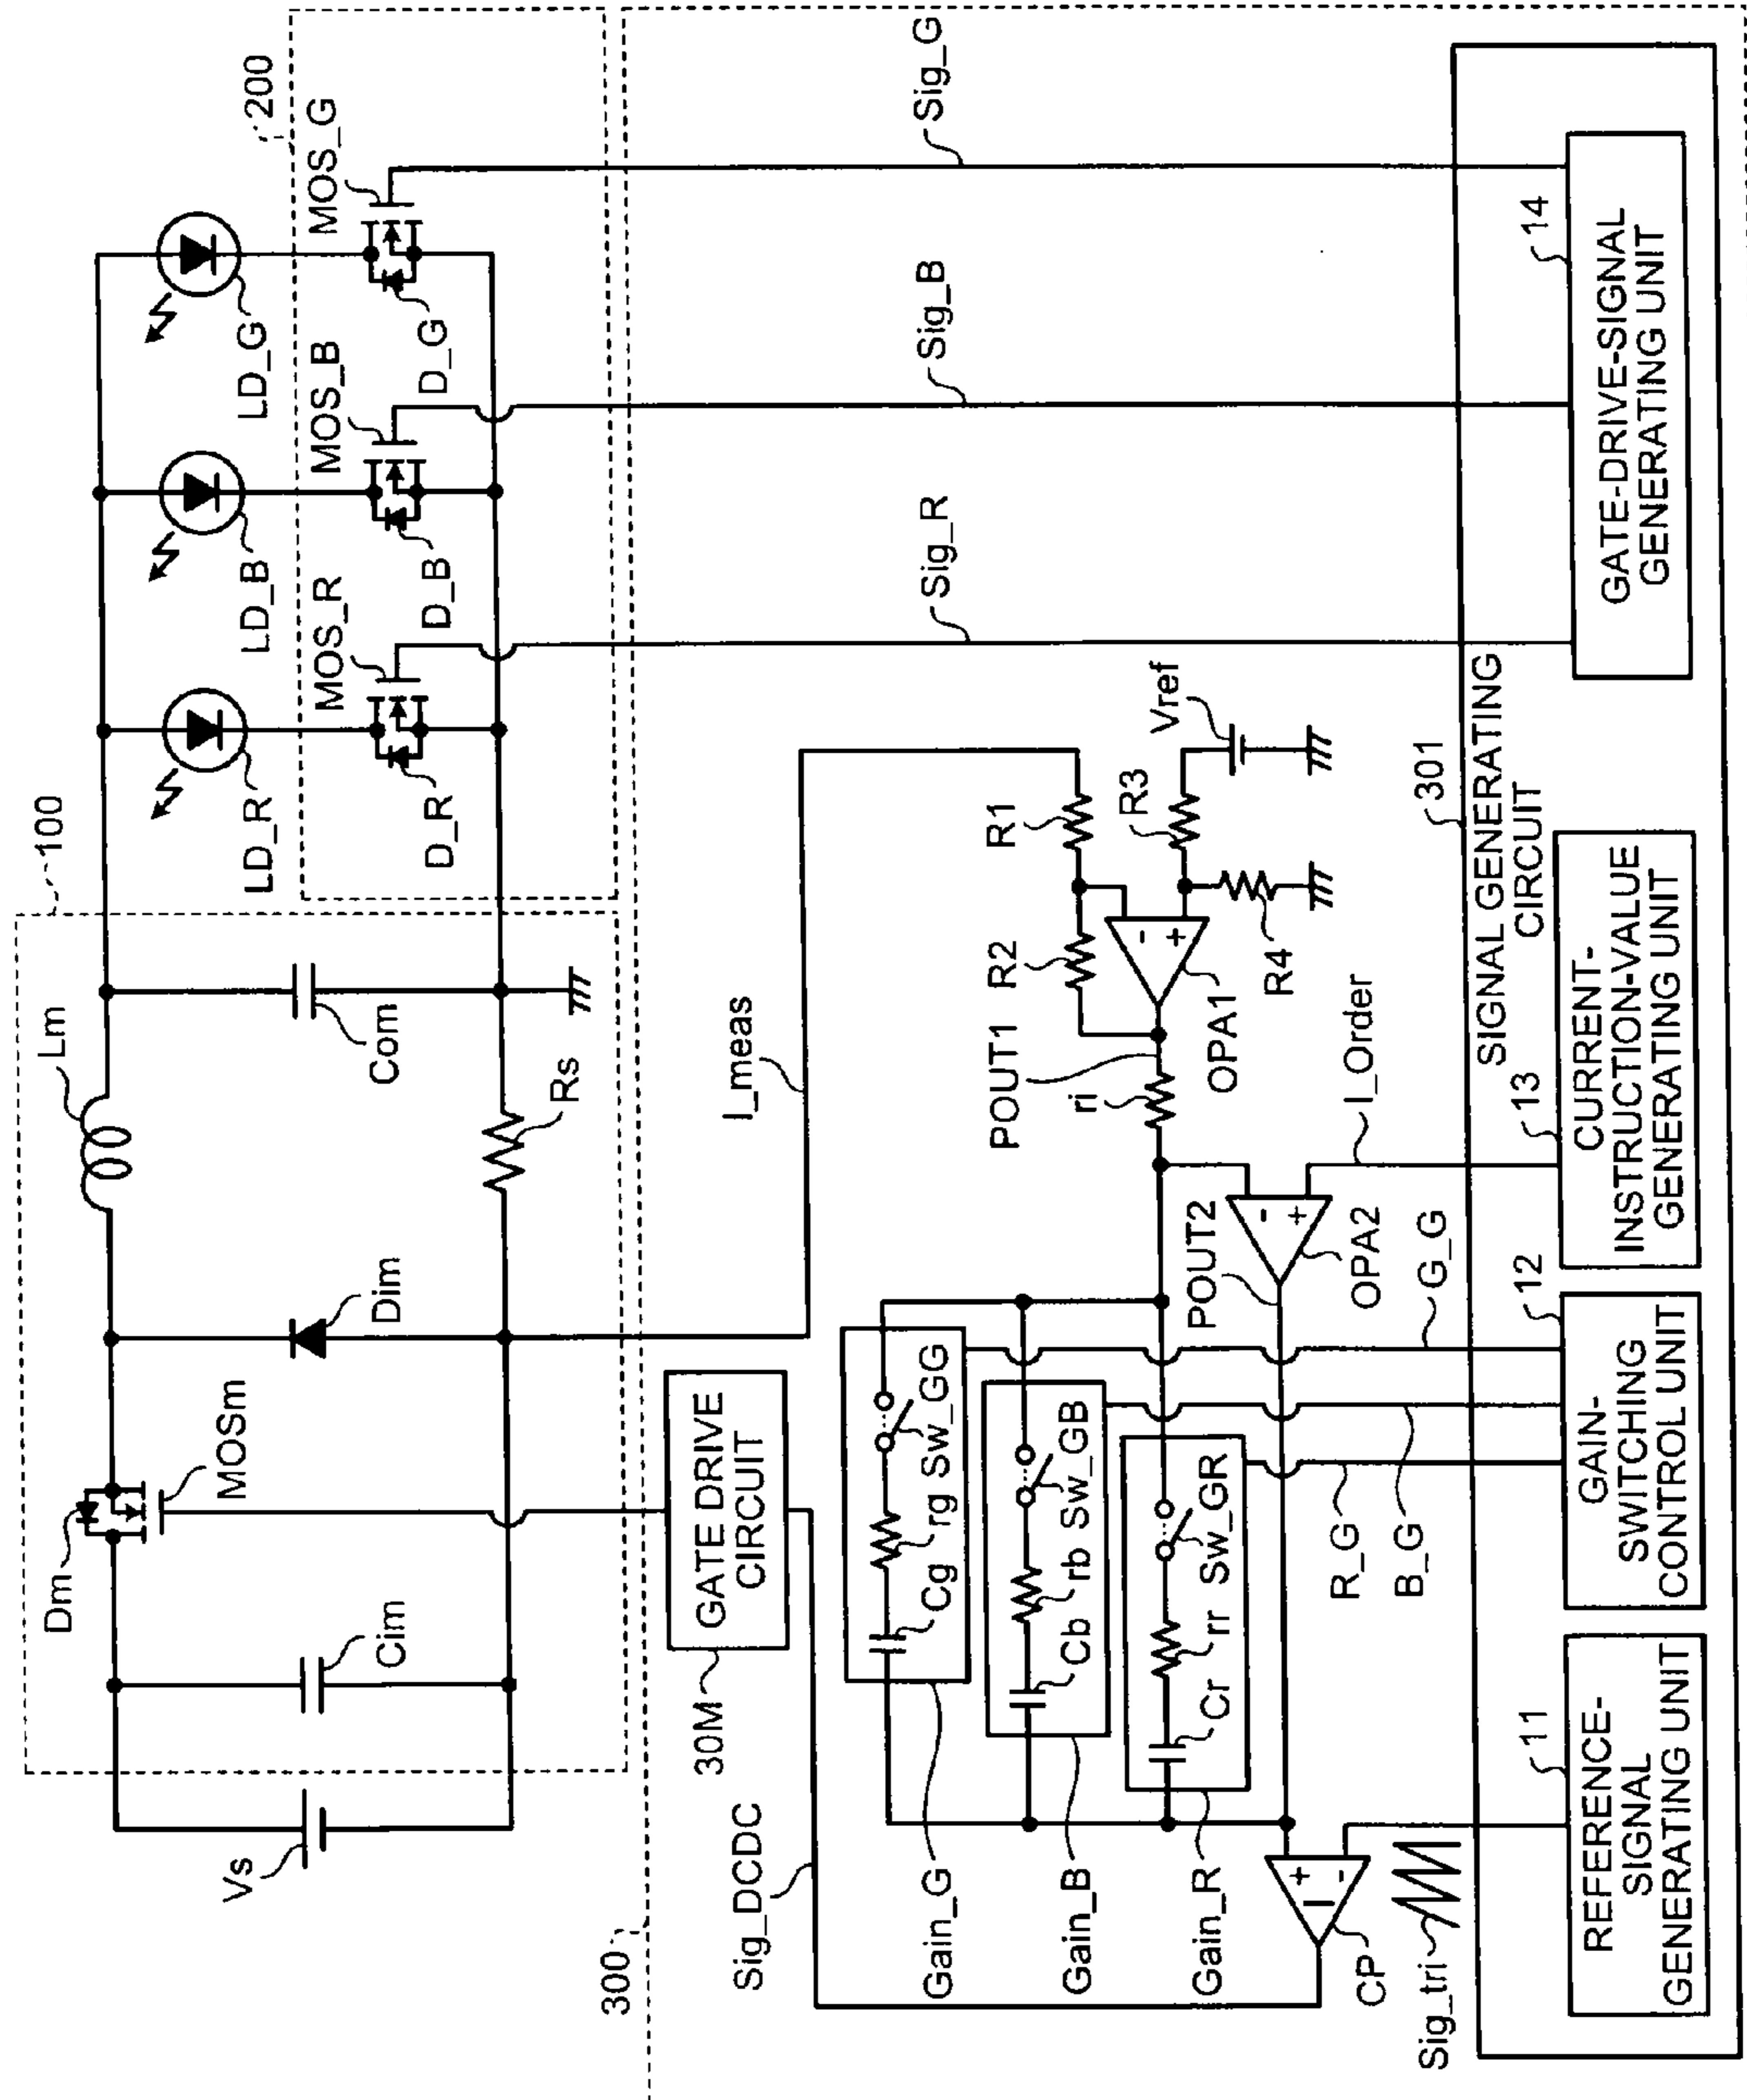 100
200
Lm
Dm
MOSm
Cim
Vs
Dim
Com
Rs
LD_R
LD_B
LD_G
MOS_R
MOS_B
MOS_G
D_R
D_B
D_G
300
30M
GATE DRIVE
CIRCUIT
Sig_DCDC
I_meas
Sig_R
Sig_B
Sig_G
Cg
rg
Sw_GG
Cb
rb
Sw_GB
Cr
rr
Sw_GR
Gain_G
Gain_B
Gain_R
POUT1
ri
R2
R1
-
+
OPA1
R3
R4
Vref
POUT2
-
+
OPA2
I_Order
G_G
B_G
R_G
+
-
CP
Sig_tri
301
SIGNAL GENERATING
CIRCUIT
11
REFERENCE-
SIGNAL
GENERATING UNIT
12
GAIN-
SWITCHING
CONTROL UNIT
13
CURRENT-
INSTRUCTION-VALUE
GENERATING UNIT
14
GATE-DRIVE-SIGNAL
GENERATING UNIT